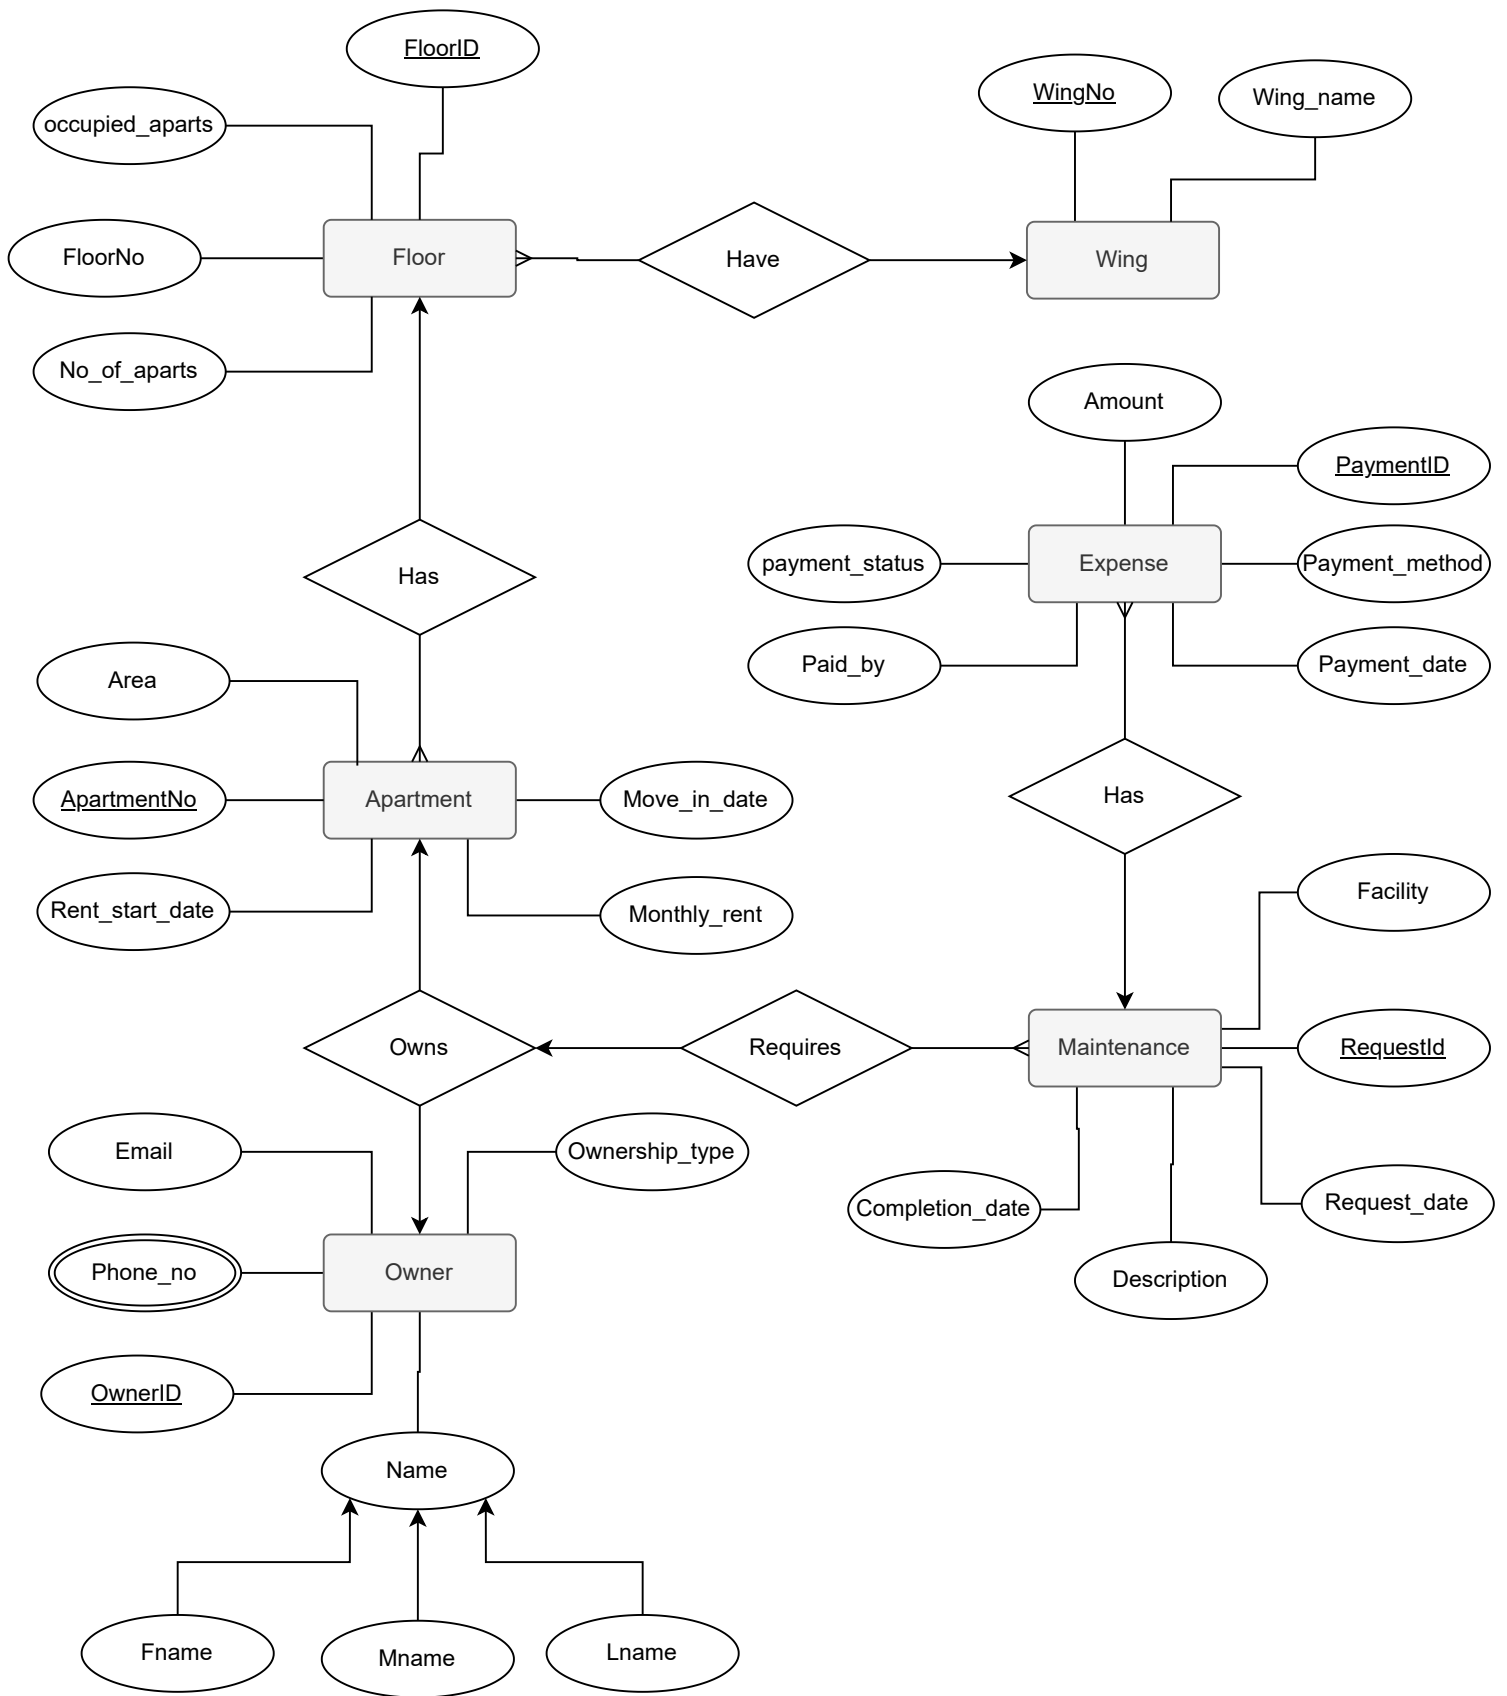 FloorID
WingNo
Wing_name
occupied_aparts
FloorNo
Floor
Have
Wing
No_of_aparts
Amount
PaymentID
payment_status
Expense
Payment_method
Has
Paid_by
Payment_date
Area
Has
ApartmentNo
Apartment
Move_in_date
Facility
Rent_start_date
Monthly_rent
Owns
Requires
Maintenance
RequestId
Email
Ownership_type
Completion_date
Request_date
Phone_no
Owner
Description
OwnerID
Name
Fname
Mname
Lname